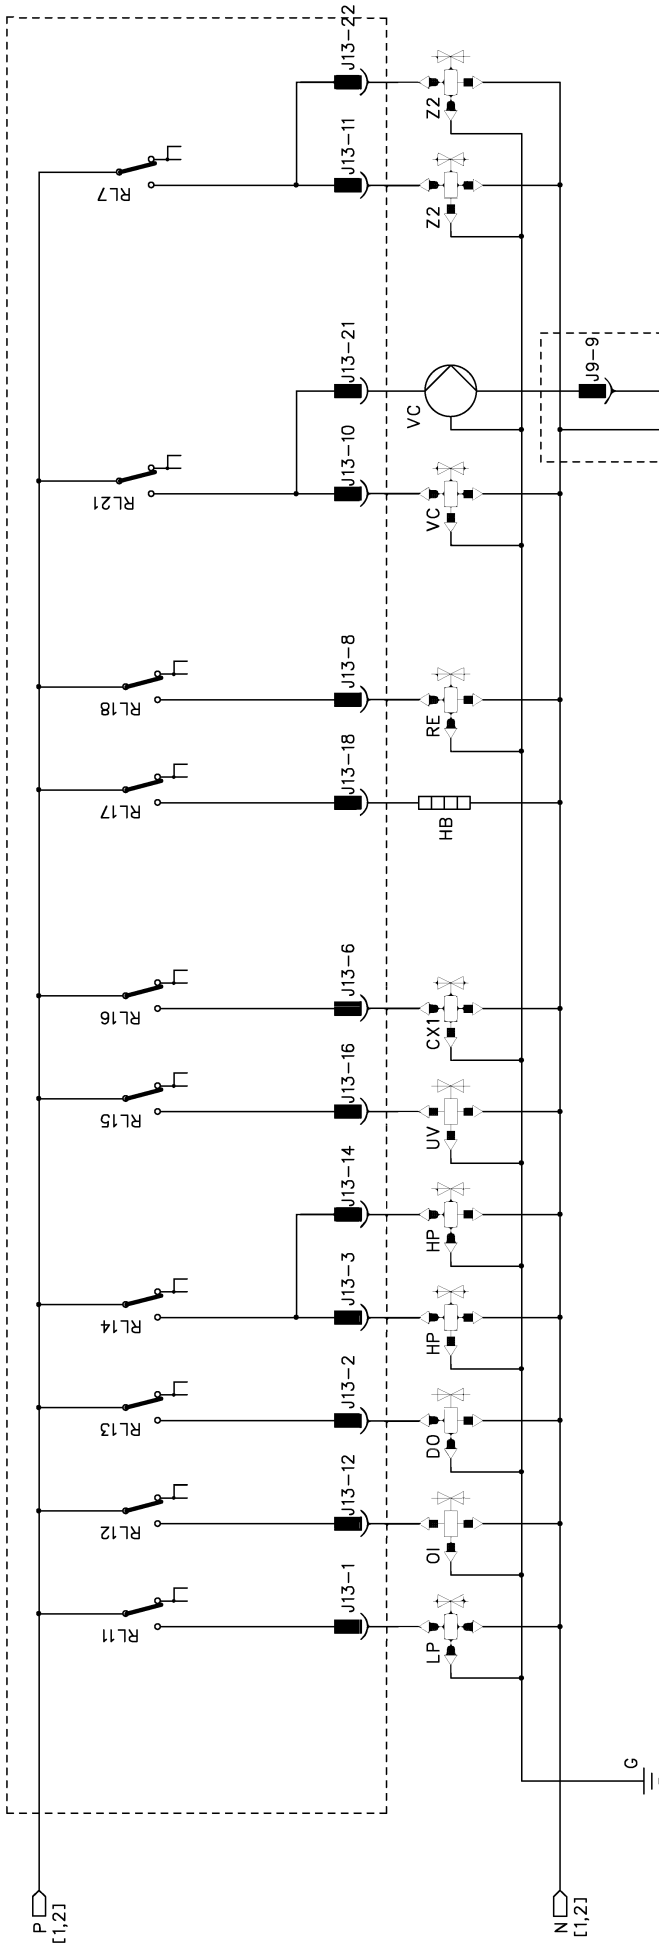 P
[1,2]
N
[1,2]
G
RL11
RL12
RL13
RL14
RL15
RL16
RL17
RL18
RL21
RL7
J13-1
J13-12
J13-2
J13-3
J13-14
J13-16
J13-6
J13-18
J13-8
J13-10
J13-21
J13-11
J13-22
LP
OI
DO
HP
HP
UV
CX1
HB
RE
VC
VC
Z2
Z2
J9-9